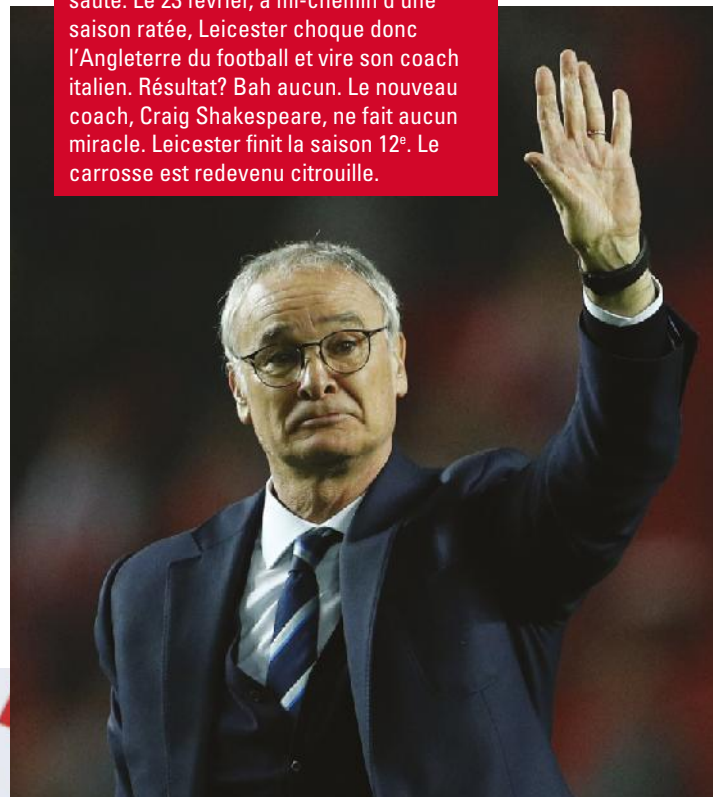 saute. Le 23 février, à mi-chemin d'une
saison ratée, Leicester choque donc
l'Angleterre du football et vire son coach
italien. Résultat? Bah aucun. Le nouveau
coach, Craig Shakespeare, ne fait aucun
miracle. Leicester finit la saison 12ᵉ. Le
carrosse est redevenu citrouille.